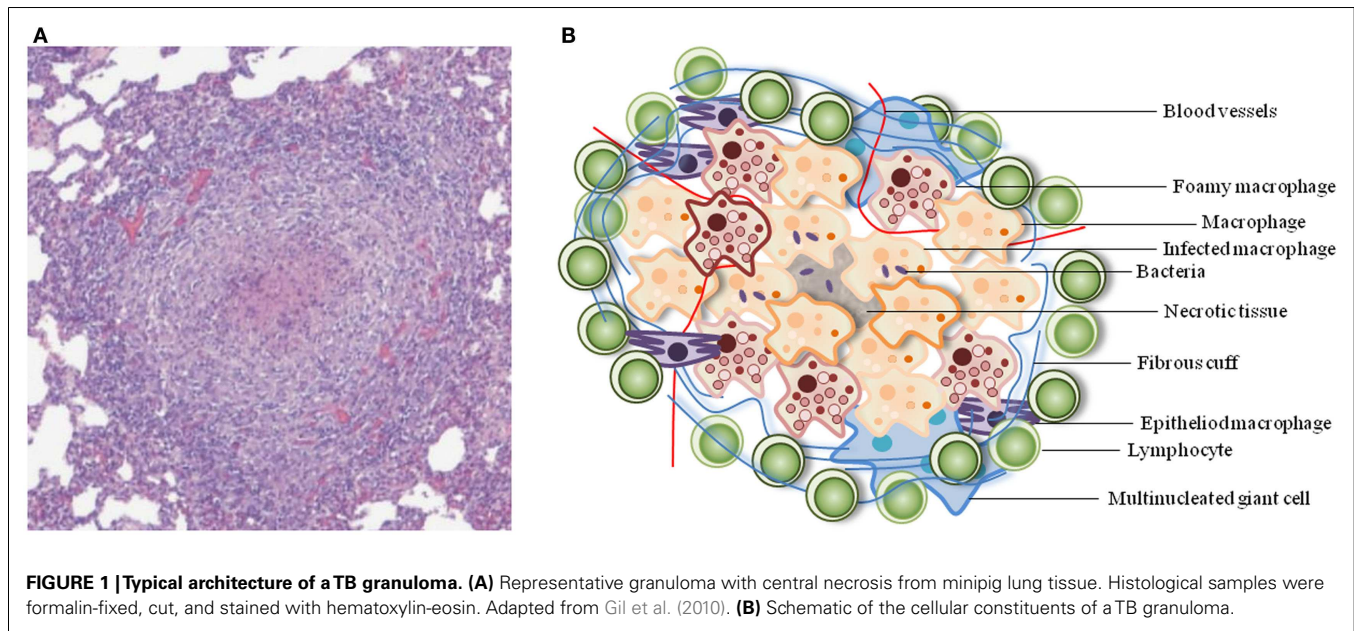 A
B
Blood vessels
Foamy macrophage
Macrophage
Infected macrophage
Bacteria
Necrotic tissue
Fibrous cuff
Epitheliod macrophage
Lymphocyte
Multinucleated giant cell
FIGURE 1 | Typical architecture of a TB granuloma. (A) Representative granuloma with central necrosis from minipig lung tissue. Histological samples were
formalin-fixed, cut, and stained with hematoxylin-eosin. Adapted from Gil et al. (2010). (B) Schematic of the cellular constituents of a TB granuloma.